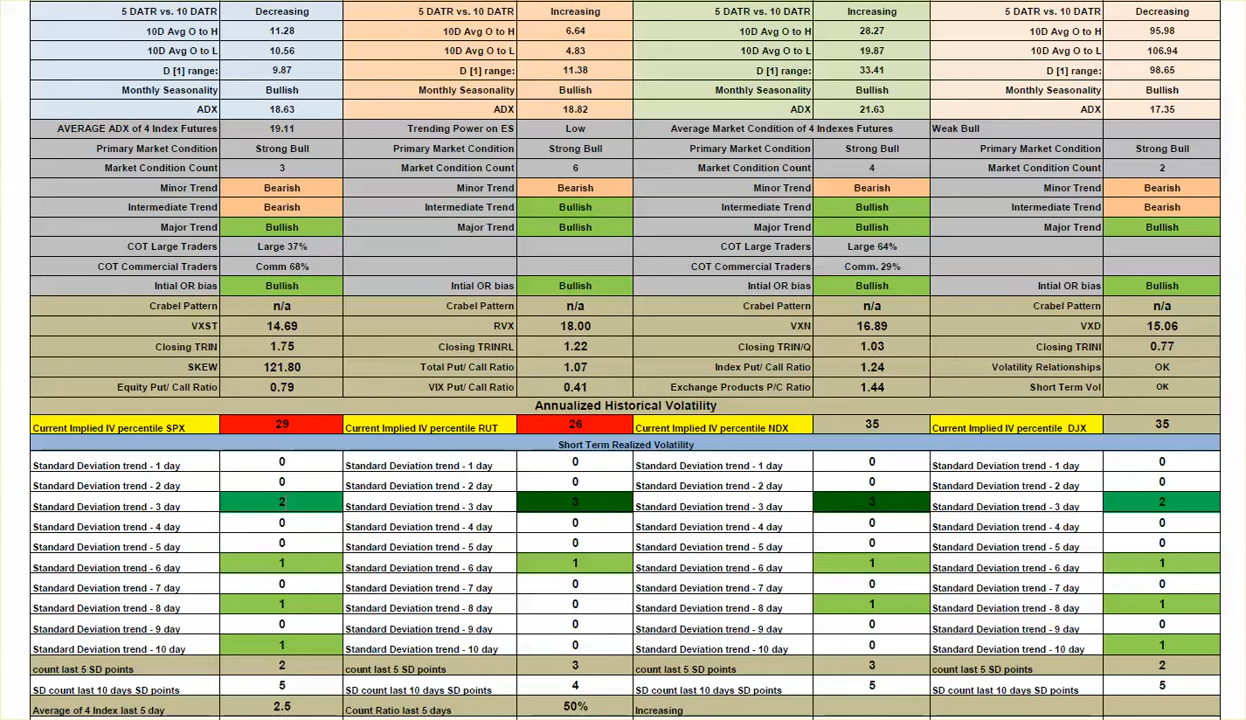 5 DATR vs. 10 DATR Decreasing 5 DATR vs. 10 DATR Increasing 5 DATR vs. 10 DATR Increasing 5 DATR vs. 10 DATR Decreasing
10D Avg O to H 11.28 10D Avg O to H 6.64 10D Avg O to H 28.27 10D Avg O to H 95.98
10D Avg O to L 10.56 10D Avg O to L 4.83 10D Avg O to L 19.87 10D Avg O to L 106.94
D [1] range: 9.87 D [1] range: 11.38 D [1] range: 33.41 D [1] range: 98.65
Monthly Seasonality Bullish Monthly Seasonality Bullish Monthly Seasonality Bullish Monthly Seasonality Bullish
ADX 18.63 ADX 18.82 ADX 21.63 ADX 17.35
AVERAGE ADX of 4 Index Futures 19.11 Trending Power on ES Low Average Market Condition of 4 Indexes Futures Weak Bull
Primary Market Condition Strong Bull Primary Market Condition Strong Bull Primary Market Condition Strong Bull Primary Market Condition Strong Bull
Market Condition Count 3 Market Condition Count 6 Market Condition Count 4 Market Condition Count 2
Minor Trend Bearish Minor Trend Bearish Minor Trend Bearish Minor Trend Bearish
Intermediate Trend Bearish Intermediate Trend Bullish Intermediate Trend Bullish Intermediate Trend Bearish
Major Trend Bullish Major Trend Bullish Major Trend Bullish Major Trend Bullish
COT Large Traders Large 37% COT Large Traders Large 64%
COT Commercial Traders Comm 68% COT Commercial Traders Comm. 29%
Intial OR bias Bullish Intial OR bias Bullish Intial OR bias Bullish Intial OR bias Bullish
Crabel Pattern n/a Crabel Pattern n/a Crabel Pattern n/a Crabel Pattern n/a
VXST 14.69 RVX 18.00 VXN 16.89 VXD 15.06
Closing TRIN 1.75 Closing TRINRL 1.22 Closing TRIN/Q 1.03 Closing TRINI 0.77
SKEW 121.80 Total Put/ Call Ratio 1.07 Index Put/ Call Ratio 1.24 Volatility Relationships OK
Equity Put/ Call Ratio 0.79 VIX Put/ Call Ratio 0.41 Exchange Products P/C Ratio 1.44 Short Term Vol OK
Annualized Historical Volatility
Current Implied IV percentile SPX 29 Current Implied IV percentile RUT 26 Current Implied IV percentile NDX 35 Current Implied IV percentile DJX 35
Short Term Realized Volatility
Standard Deviation trend - 1 day 0 Standard Deviation trend - 1 day 0 Standard Deviation trend - 1 day 0 Standard Deviation trend - 1 day 0
Standard Deviation trend - 2 day 0 Standard Deviation trend - 2 day 0 Standard Deviation trend - 2 day 0 Standard Deviation trend - 2 day 0
Standard Deviation trend - 3 day 2 Standard Deviation trend - 3 day 3 Standard Deviation trend - 3 day 3 Standard Deviation trend - 3 day 2
Standard Deviation trend - 4 day 0 Standard Deviation trend - 4 day 0 Standard Deviation trend - 4 day 0 Standard Deviation trend - 4 day 0
Standard Deviation trend - 5 day 0 Standard Deviation trend - 5 day 0 Standard Deviation trend - 5 day 0 Standard Deviation trend - 5 day 0
Standard Deviation trend - 6 day 1 Standard Deviation trend - 6 day 1 Standard Deviation trend - 6 day 1 Standard Deviation trend - 6 day 1
Standard Deviation trend - 7 day 0 Standard Deviation trend - 7 day 0 Standard Deviation trend - 7 day 0 Standard Deviation trend - 7 day 0
Standard Deviation trend - 8 day 1 Standard Deviation trend - 8 day 0 Standard Deviation trend - 8 day 1 Standard Deviation trend - 8 day 1
Standard Deviation trend - 9 day 0 Standard Deviation trend - 9 day 0 Standard Deviation trend - 9 day 0 Standard Deviation trend - 9 day 0
Standard Deviation trend - 10 day 1 Standard Deviation trend - 10 day 0 Standard Deviation trend - 10 day 0 Standard Deviation trend - 10 day 1
count last 5 SD points 2 count last 5 SD points 3 count last 5 SD points 3 count last 5 SD points 2
SD count last 10 days SD points 5 SD count last 10 days SD points 4 SD count last 10 days SD points 5 SD count last 10 days SD points 5
Average of 4 Index last 5 day 2.5 Count Ratio last 5 days 50% Increasing